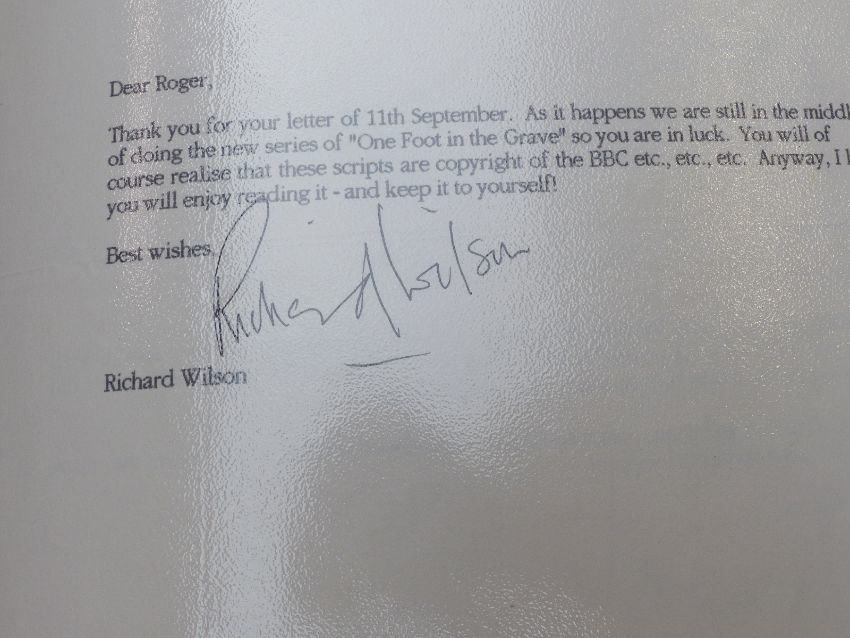 Dear Roger,
Thank you for your letter of 11th September. As it happens we are still in the middl
of doing the new series of "One Foot in the Grave" so you are in luck. You will of
course realise that these scripts are copyright of the BBC etc., etc., etc. Anyway, I
you will enjoy reading it - and keep it to yourself!
Best wishes,
Richard Wilson
Richard Wilson